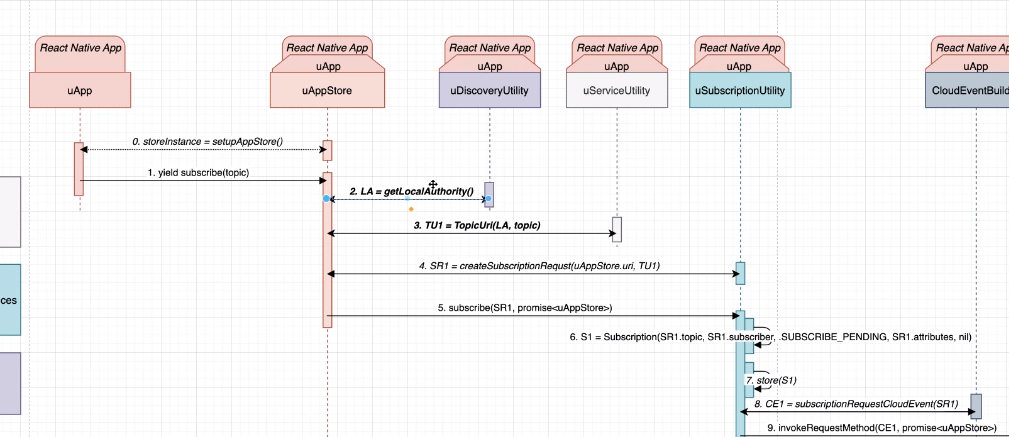 React Native App
React Native App
React Native App
React Native App
React Native App
React Native App
uApp
uApp
uApp
uApp
uApp
uApp
uAppStore
uDiscoveryUtility
uServiceUtility
uSubscriptionUtility
CloudEventBuild
0. storeInstance = setupAppStore()
1. yield subscribe(topic)
2. LA = getLocalAuthority()
3. TU1 = TopicUri(LA, topic)
4. SR1 = createSubscriptionRequst(uAppStore.uri, TU1)
ces
5. subscribe(SR1, promise<uAppStore>)
6. S1 = Subscription(SR1.topic, SR1.subscriber, .SUBSCRIBE_PENDING, SR1.attributes, nil)
7. store(S1)
8. CE1 = subscriptionRequestCloudEvent(SR1)
9. invokeRequestMethod(CE1, promise<uAppStore>)